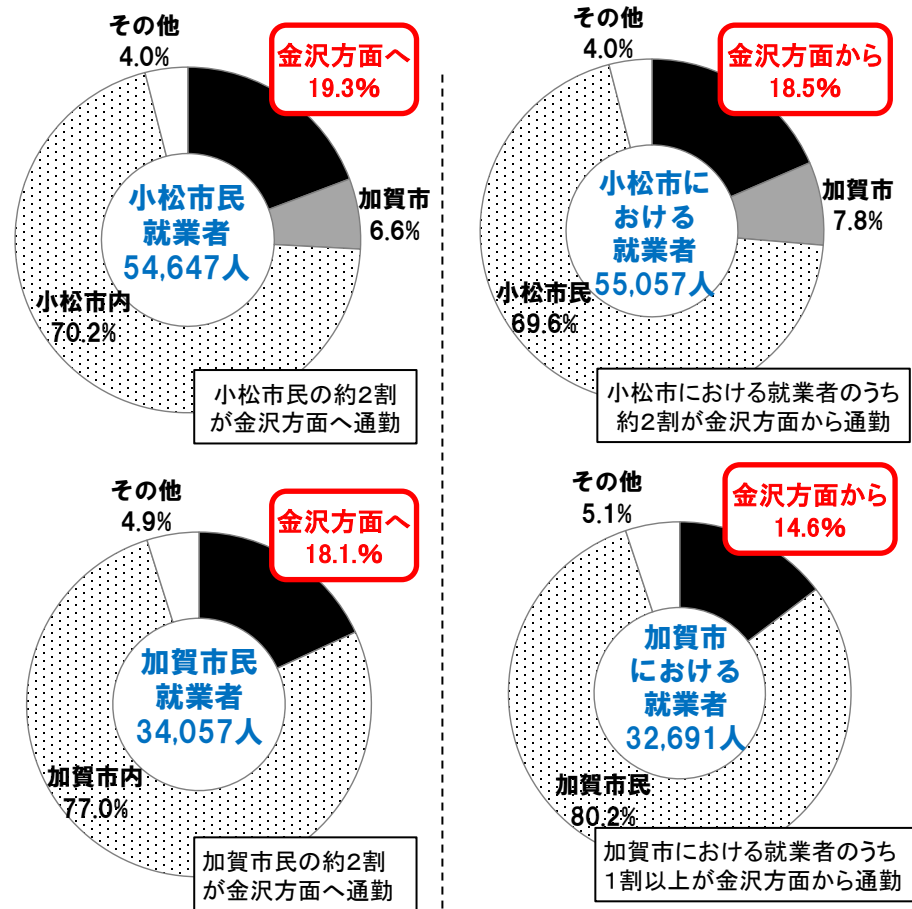 その他
4.0%
金沢方面へ
19.3%
小松市民
就業者
54,647人
加賀市
6.6%
小松市内
70.2%
小松市民の約2割
が金沢方面へ通勤
その他
4.0%
金沢方面から
18.5%
小松市に
おける
就業者
55,057人
加賀市
7.8%
小松市民
69.6%
小松市における就業者のうち
約2割が金沢方面から通勤
その他
4.9%
金沢方面へ
18.1.%
加賀市民
就業者
34,057人
加賀市内
77.0%
加賀市民の約2割
が金沢方面へ通勤
その他
5.1%
金沢方面から
14.6%
加賀市
における
就業者
32,691人
加賀市民
80.2%
加賀市における就業者のうち
1割以上が金沢方面から通勤